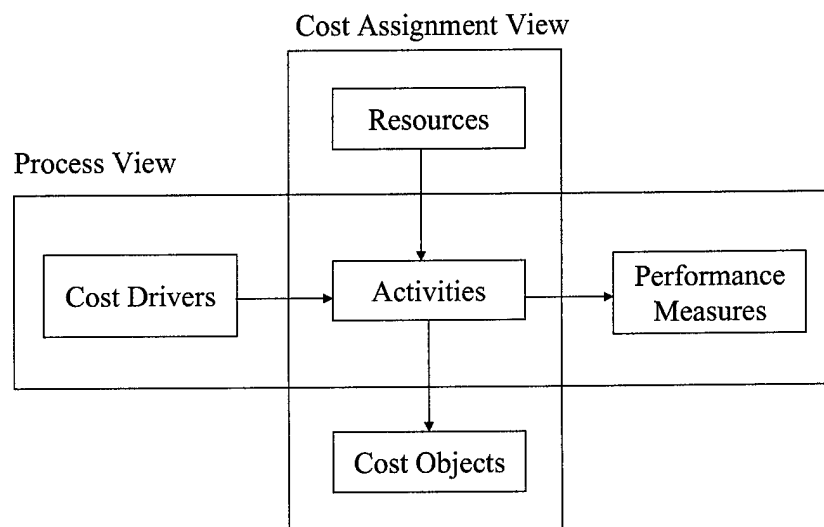 Cost Assignment View
Resources
Process View
Cost Drivers
Activities
Performance
Measures
Cost Objects